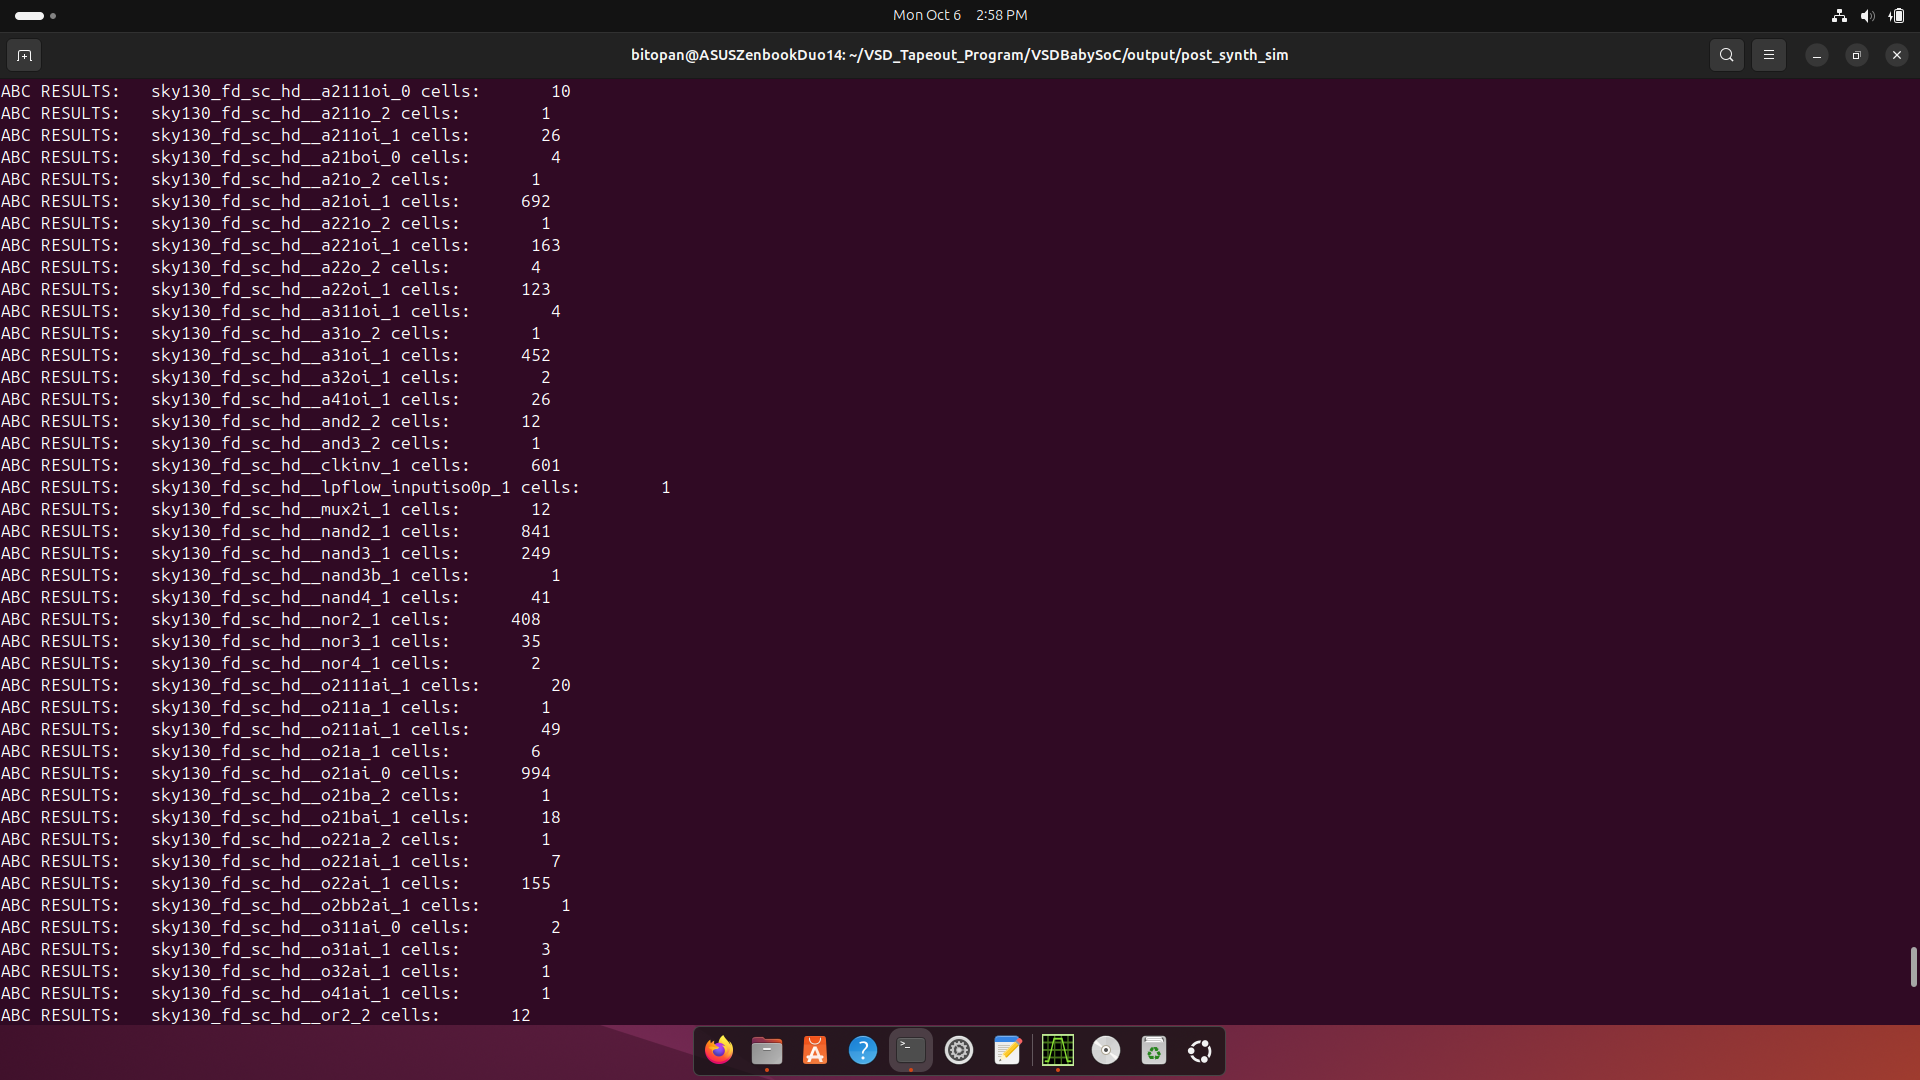 Mon Oct 6 2:58 PM
bitopan@ASUSZenbookDuo14: ~/VSD_Tapeout_Program/VSDBabySoC/output/post_synth_sim
ABC RESULTS: sky130_fd_sc_hd__a2111oi_0 cells: 10
ABC RESULTS: sky130_fd_sc_hd__a211o_2 cells: 1
ABC RESULTS: sky130_fd_sc_hd__a211oi_1 cells: 26
ABC RESULTS: sky130_fd_sc_hd__a21boi_0 cells: 4
ABC RESULTS: sky130_fd_sc_hd__a21o_2 cells: 1
ABC RESULTS: sky130_fd_sc_hd__a21oi_1 cells: 692
ABC RESULTS: sky130_fd_sc_hd__a221o_2 cells: 1
ABC RESULTS: sky130_fd_sc_hd__a221oi_1 cells: 163
ABC RESULTS: sky130_fd_sc_hd__a22o_2 cells: 4
ABC RESULTS: sky130_fd_sc_hd__a22oi_1 cells: 123
ABC RESULTS: sky130_fd_sc_hd__a311oi_1 cells: 4
ABC RESULTS: sky130_fd_sc_hd__a31o_2 cells: 1
ABC RESULTS: sky130_fd_sc_hd__a31oi_1 cells: 452
ABC RESULTS: sky130_fd_sc_hd__a32oi_1 cells: 2
ABC RESULTS: sky130_fd_sc_hd__a41oi_1 cells: 26
ABC RESULTS: sky130_fd_sc_hd__and2_2 cells: 12
ABC RESULTS: sky130_fd_sc_hd__and3_2 cells: 1
ABC RESULTS: sky130_fd_sc_hd__clkinv_1 cells: 601
ABC RESULTS: sky130_fd_sc_hd__lpflow_inputiso0p_1 cells: 1
ABC RESULTS: sky130_fd_sc_hd__mux2i_1 cells: 12
ABC RESULTS: sky130_fd_sc_hd__nand2_1 cells: 841
ABC RESULTS: sky130_fd_sc_hd__nand3_1 cells: 249
ABC RESULTS: sky130_fd_sc_hd__nand3b_1 cells: 1
ABC RESULTS: sky130_fd_sc_hd__nand4_1 cells: 41
ABC RESULTS: sky130_fd_sc_hd__nor2_1 cells: 408
ABC RESULTS: sky130_fd_sc_hd__nor3_1 cells: 35
ABC RESULTS: sky130_fd_sc_hd__nor4_1 cells: 2
ABC RESULTS: sky130_fd_sc_hd__o2111ai_1 cells: 20
ABC RESULTS: sky130_fd_sc_hd__o211a_1 cells: 1
ABC RESULTS: sky130_fd_sc_hd__o211ai_1 cells: 49
ABC RESULTS: sky130_fd_sc_hd__o21a_1 cells: 6
ABC RESULTS: sky130_fd_sc_hd__o21ai_0 cells: 994
ABC RESULTS: sky130_fd_sc_hd__o21ba_2 cells: 1
ABC RESULTS: sky130_fd_sc_hd__o21bai_1 cells: 18
ABC RESULTS: sky130_fd_sc_hd__o221a_2 cells: 1
ABC RESULTS: sky130_fd_sc_hd__o221ai_1 cells: 7
ABC RESULTS: sky130_fd_sc_hd__o22ai_1 cells: 155
ABC RESULTS: sky130_fd_sc_hd__o2bb2ai_1 cells: 1
ABC RESULTS: sky130_fd_sc_hd__o311ai_0 cells: 2
ABC RESULTS: sky130_fd_sc_hd__o31ai_1 cells: 3
ABC RESULTS: sky130_fd_sc_hd__o32ai_1 cells: 1
ABC RESULTS: sky130_fd_sc_hd__o41ai_1 cells: 1
ABC RESULTS: sky130_fd_sc_hd__or2_2 cells: 12